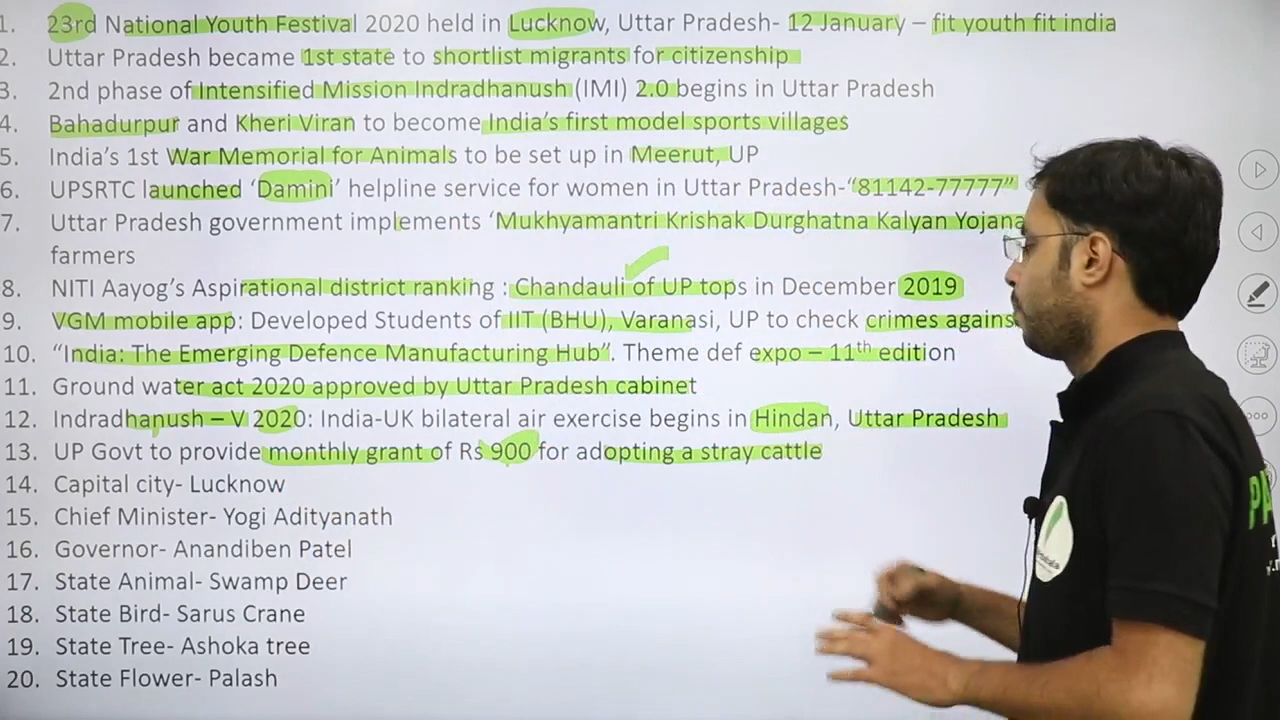 1. 23rd National Youth Festival 2020 held in Lucknow, Uttar Pradesh- 12 January – fit youth fit india
2. Uttar Pradesh became 1st state to shortlist migrants for citizenship
3. 2nd phase of Intensified Mission Indradhanush (IMI) 2.0 begins in Uttar Pradesh
4. Bahadurpur and Kheri Viran to become India's first model sports villages
5. India's 1st War Memorial for Animals to be set up in Meerut, UP
6. UPSRTC launched 'Damini' helpline service for women in Uttar Pradesh-"81142-77777"
7. Uttar Pradesh government implements 'Mukhyamantri Krishak Durghatna Kalyan Yojana
farmers
8. NITI Aayog's Aspirational district ranking : Chandauli of UP tops in December 2019
9. VGM mobile app: Developed Students of IIT (BHU), Varanasi, UP to check crimes agains
10. "India: The Emerging Defence Manufacturing Hub". Theme def expo – 11th edition
11. Ground water act 2020 approved by Uttar Pradesh cabinet
12. Indradhanush – V 2020: India-UK bilateral air exercise begins in Hindan, Uttar Pradesh
13. UP Govt to provide monthly grant of Rs 900 for adopting a stray cattle
14. Capital city- Lucknow
15. Chief Minister- Yogi Adityanath
16. Governor- Anandiben Patel
17. State Animal- Swamp Deer
18. State Bird- Sarus Crane
19. State Tree- Ashoka tree
20. State Flower- Palash